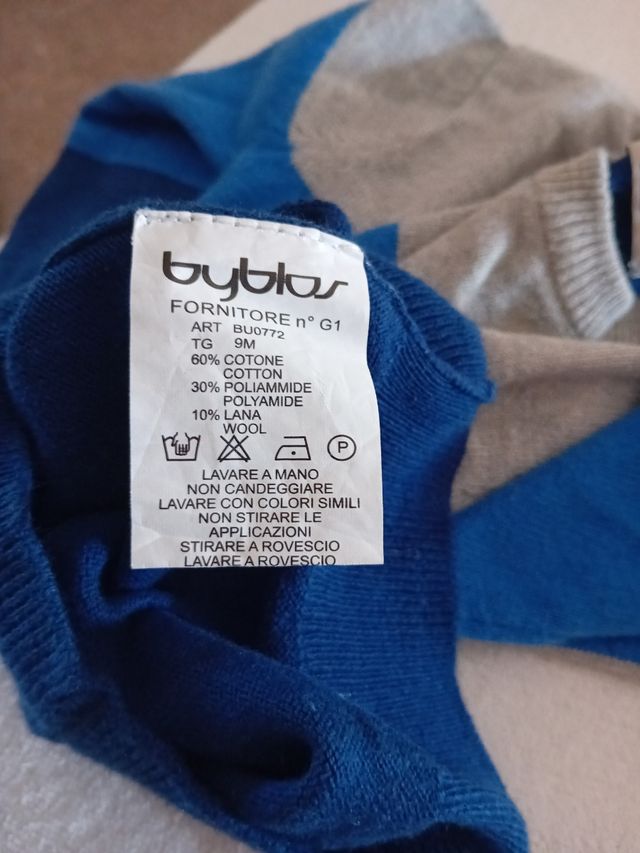 byblos
FORNITORE n° G1
ART BU0772
TG 9M
60% COTONE
COTTON
30% POLIAMMIDE
POLYAMIDE
10% LANA
WOOL
P
LAVARE A MANO
NON CANDEGGIARE
LAVARE CON COLORI SIMILI
NON STIRARE LE
APPLICAZIONI
STIRARE A ROVESCIO
LAVARE A ROVESCIO